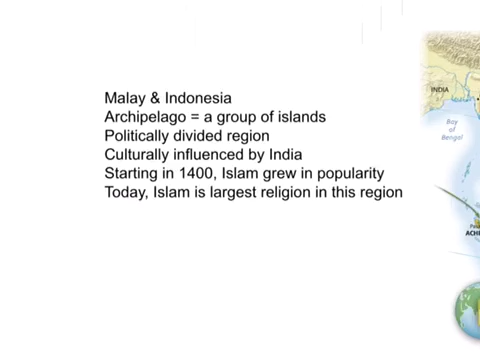 Malay & Indonesia
Archipelago = a group of islands
Politically divided region
Culturally influenced by India
Starting in 1400, Islam grew in popularity
Today, Islam is largest religion in this region
INDIA
Bay
of
Bengal